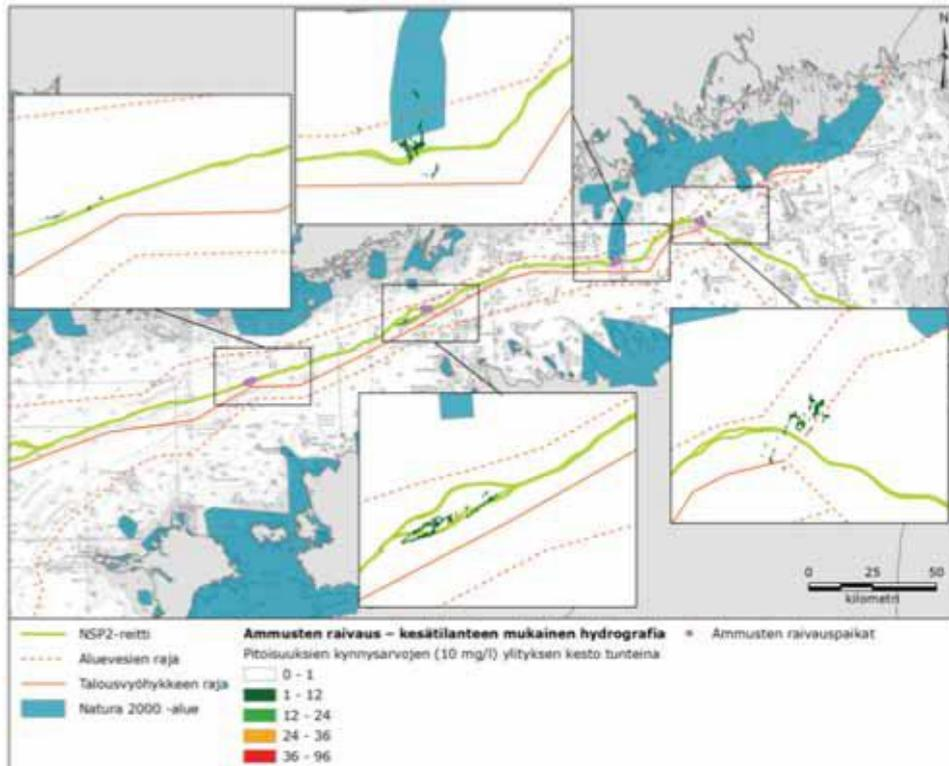 N
0 25 50
kilometri
NSP2-reitti
Aluevesien raja
Talousvyöhykkeen raja
Natura 2000 -alue
Ammusten raivaus – kesätilanteen mukainen hydrografia
Pitoisuuksien kynnysarvojen (10 mg/l) ylityksen kesto tunteina
0 - 1
1 - 12
12 - 24
24 - 36
36 - 96
Ammusten raivauspaikat